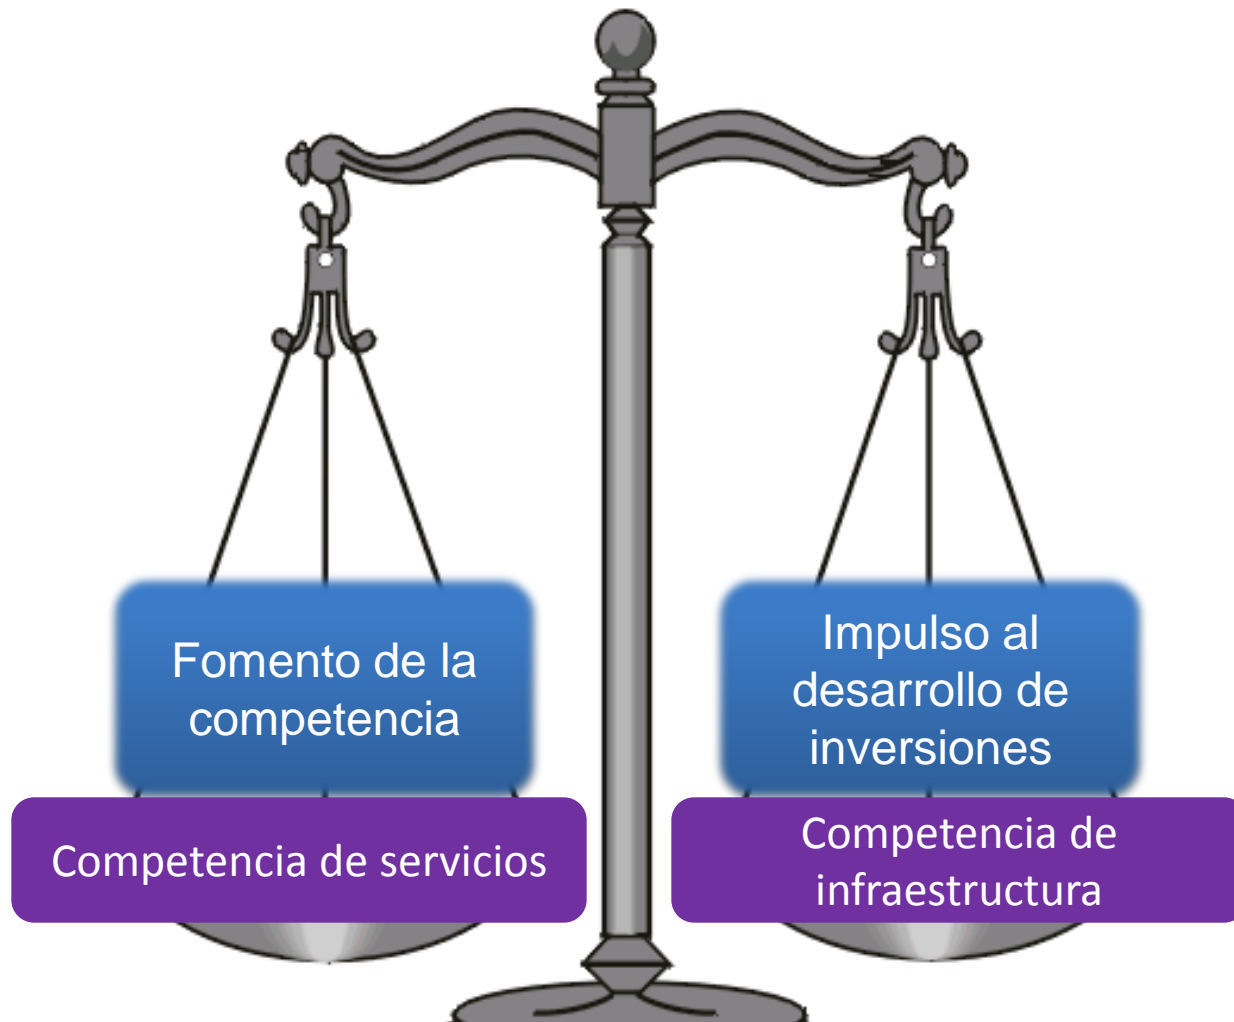 Fomento de la
competencia
Impulso al
desarrollo de
inversiones
Competencia de servicios
Competencia de
infraestructura